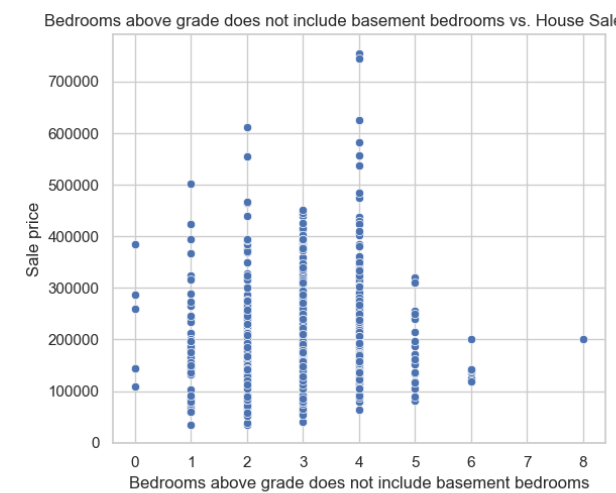 Bedrooms above grade does not include basement bedrooms vs. House Sale
700000
600000
500000
400000
300000
200000
100000
0
Sale price
0 1 2 3 4 5 6 7 8
Bedrooms above grade does not include basement bedrooms